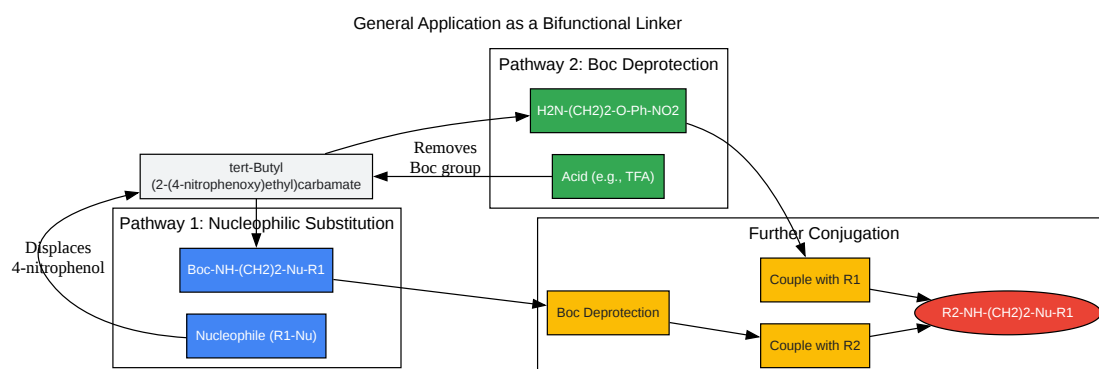 General Application as a Bifunctional Linker
Pathway 2: Boc Deprotection
H2N-(CH2)2-O-Ph-NO2
Removes
Boc group
Acid (e.g., TFA)
tert-Butyl
(2-(4-nitrophenoxy)ethyl)carbamate
Pathway 1: Nucleophilic Substitution
Displaces
4-nitrophenol
Boc-NH-(CH2)2-Nu-R1
Nucleophile (R1-Nu)
Further Conjugation
Couple with R1
Boc Deprotection
Couple with R2
R2-NH-(CH2)2-Nu-R1